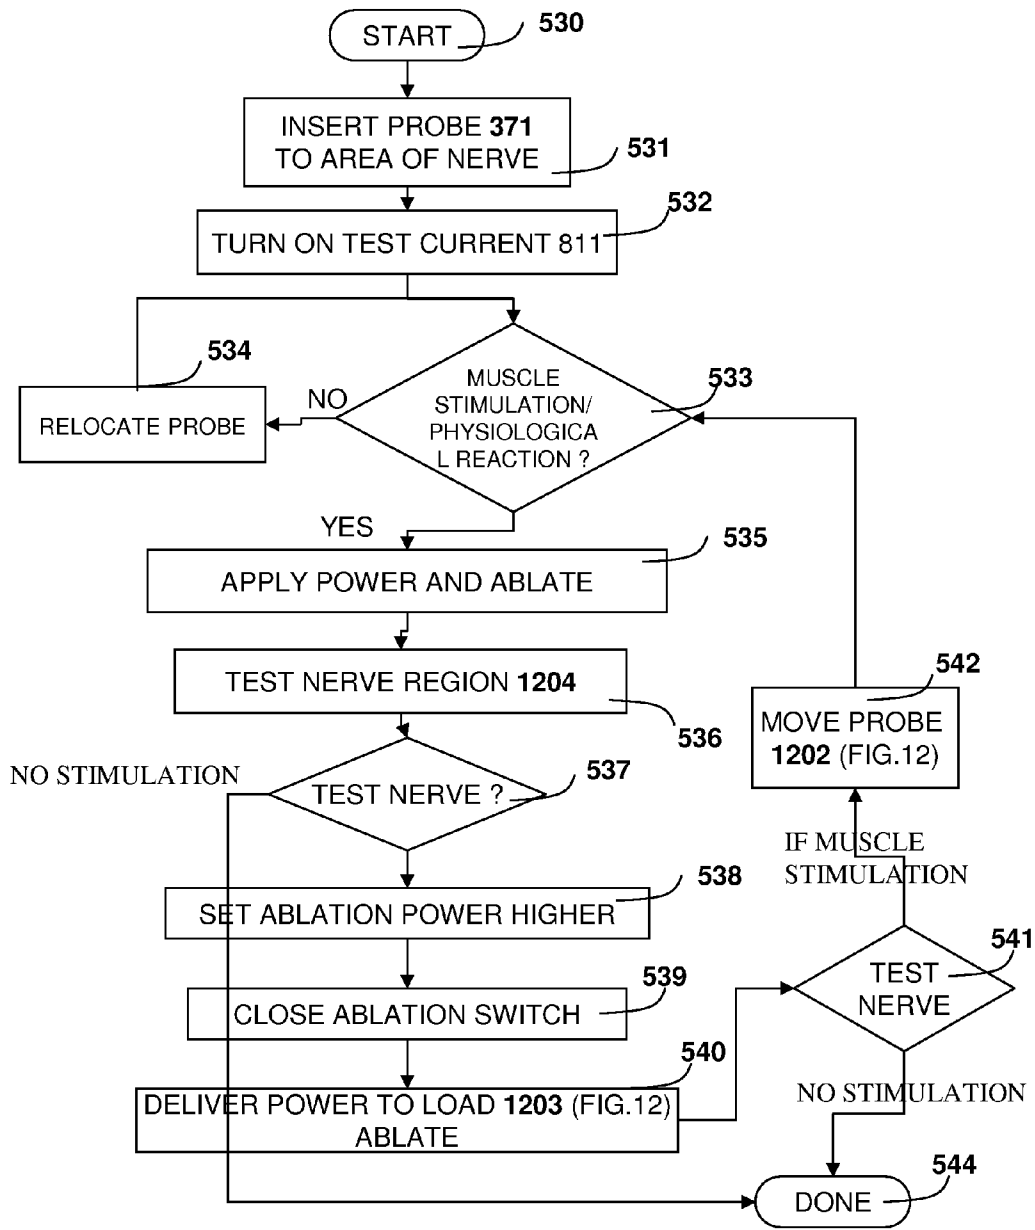 START
530
INSERT PROBE 371
TO AREA OF NERVE
531
532
TURN ON TEST CURRENT 811
534
533
NO
MUSCLE
STIMULATION/
PHYSIOLOGICA
L REACTION ?
RELOCATE PROBE
YES
535
APPLY POWER AND ABLATE
TEST NERVE REGION 1204
536
542
MOVE PROBE
1202 (FIG.12)
NO STIMULATION
TEST NERVE ?
537
IF MUSCLE
STIMULATION
538
SET ABLATION POWER HIGHER
541
TEST
NERVE
539
CLOSE ABLATION SWITCH
540
DELIVER POWER TO LOAD 1203 (FIG.12)
ABLATE
NO STIMULATION
544
DONE